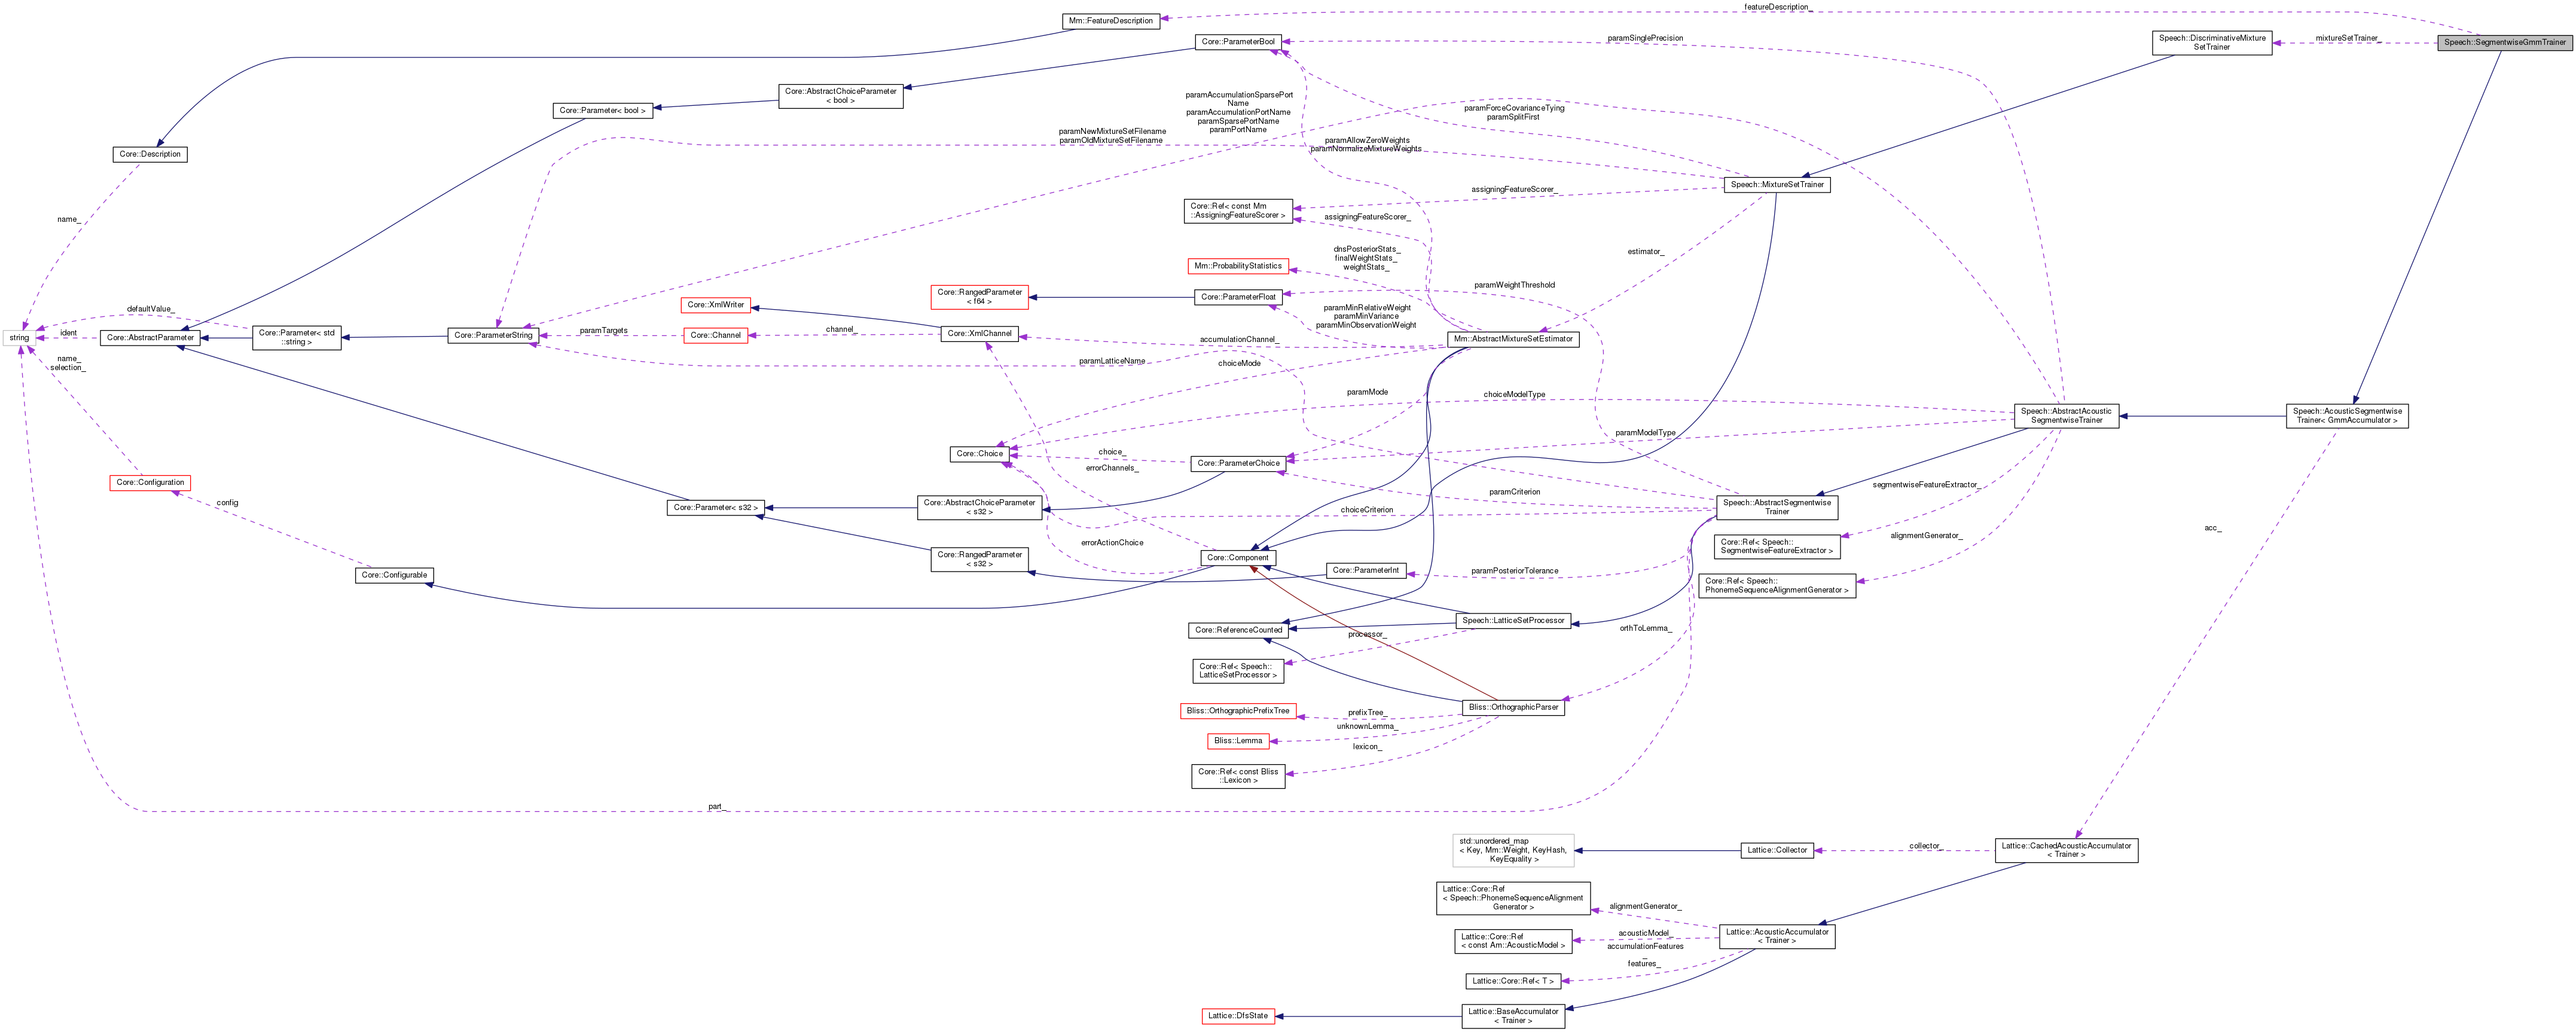 featureDescription_
Mm::FeatureDescription
Core::ParameterBool
paramSinglePrecision
Speech::DiscriminativeMixture
SetTrainer
mixtureSetTrainer_
Speech::SegmentwiseGmmTrainer
Core::AbstractChoiceParameter
< bool >
Core::Parameter< bool >
paramAccumulationSparsePort
Name
paramAccumulationPortName
paramSparsePortName
paramPortName
paramForceCovarianceTying
paramSplitFirst
paramNewMixtureSetFilename
paramOldMixtureSetFilename
paramAllowZeroWeights
paramNormalizeMixtureWeights
Core::Description
Speech::MixtureSetTrainer
assigningFeatureScorer_
Core::Ref< const Mm
::AssigningFeatureScorer >
assigningFeatureScorer_
name_
dnsPosteriorStats_
finalWeightStats_
weightStats_
estimator_
Mm::ProbabilityStatistics
paramWeightThreshold
Core::RangedParameter
< f64 >
Core::ParameterFloat
Core::XmlWriter
paramMinRelativeWeight
paramMinVariance
paramMinObservationWeight
defaultValue_
string
ident
Core::AbstractParameter
Core::Parameter< std
::string >
Core::ParameterString
paramTargets
Core::Channel
channel_
Core::XmlChannel
accumulationChannel_
Mm::AbstractMixtureSetEstimator
name_
selection_
paramLatticeName
choiceMode
paramMode
choiceModelType
Speech::AbstractAcoustic
SegmentwiseTrainer
Speech::AcousticSegmentwise
Trainer< GmmAccumulator >
paramModelType
Core::Choice
choice_
Core::ParameterChoice
errorChannels_
Core::Configuration
config
Core::Parameter< s32 >
Core::AbstractChoiceParameter
< s32 >
paramCriterion
choiceCriterion
Speech::AbstractSegmentwise
Trainer
segmentwiseFeatureExtractor_
acc_
alignmentGenerator_
Core::Ref< Speech::
SegmentwiseFeatureExtractor >
errorActionChoice
Core::RangedParameter
< s32 >
Core::Component
Core::ParameterInt
paramPosteriorTolerance
Core::Configurable
Core::Ref< Speech::
PhonemeSequenceAlignmentGenerator >
Core::ReferenceCounted
Speech::LatticeSetProcessor
processor_
orthToLemma_
Core::Ref< Speech::
LatticeSetProcessor >
Bliss::OrthographicPrefixTree
prefixTree_
Bliss::OrthographicParser
unknownLemma_
Bliss::Lemma
lexicon_
Core::Ref< const Bliss
::Lexicon >
part_
std::unordered_map
< Key, Mm::Weight, KeyHash,
KeyEquality >
Lattice::Collector
collector_
Lattice::CachedAcousticAccumulator
< Trainer >
Lattice::Core::Ref
< Speech::PhonemeSequenceAlignment
Generator >
alignmentGenerator_
Lattice::Core::Ref
< const Am::AcousticModel >
acousticModel_
accumulationFeatures
_
features_
Lattice::AcousticAccumulator
< Trainer >
Lattice::Core::Ref< T >
Lattice::DfsState
Lattice::BaseAccumulator
< Trainer >